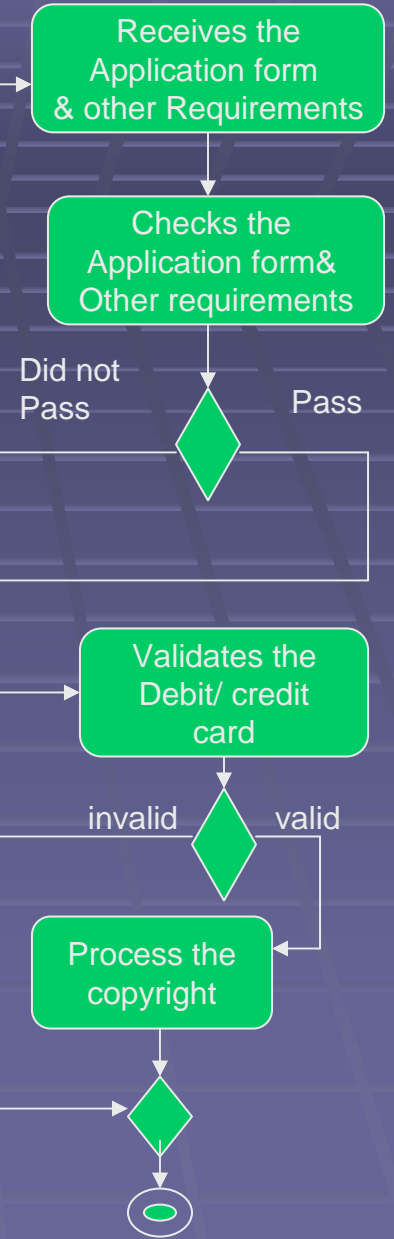 Receives the
Application form
& other Requirements
Checks the
Application form&
Other requirements
Did not
Pass
Pass
Validates the
Debit/ credit
card
invalid
valid
Process the
copyright